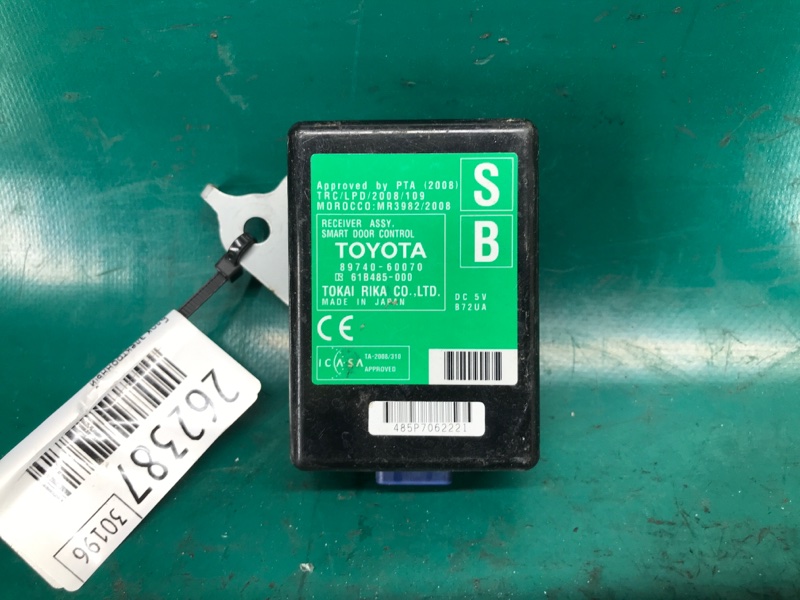 Approved by PTA (2008)
TRC/LPD/2008/109
MOROCCO:MR3982/2008
S
B
RECEIVER ASSY.
SMART DOOR CONTROL
TOYOTA
89740-60070
61B485-000
TOKAI RIKA CO.,LTD.
MADE IN JAPAN
DC 5V
B72UA
CE
ICASA
TA-2008/310
APPROVED
485P7062221
262387
30196